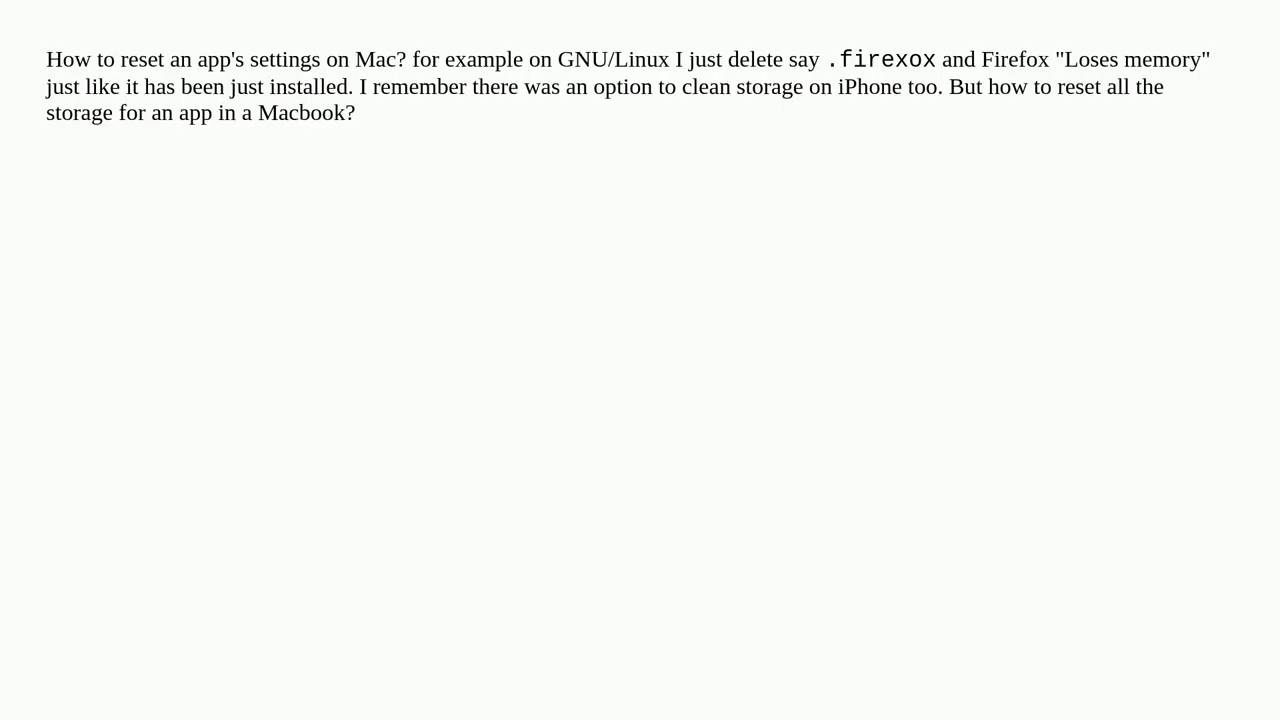 How to reset an app's settings on Mac? for example on GNU/Linux I just delete say .firexox and Firefox "Loses memory"
just like it has been just installed. I remember there was an option to clean storage on iPhone too. But how to reset all the
storage for an app in a Macbook?